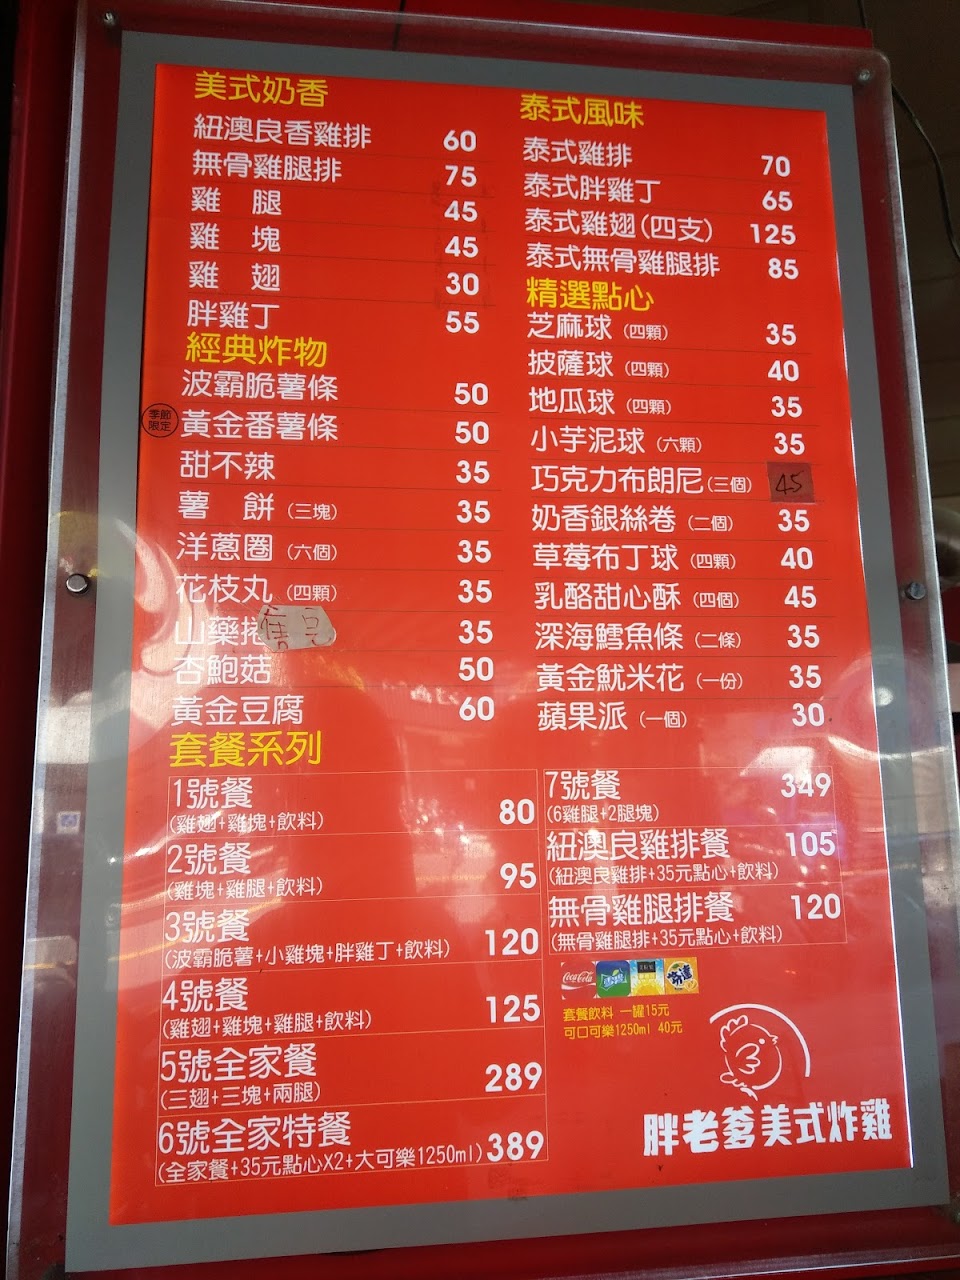 美式奶香
紐澳良香雞排 60
無骨雞腿排 75
雞 腿 45
雞 塊 45
雞 翅 30
胖雞丁 55
經典炸物
波霸脆薯條 50
季節限定 黃金番薯條 50
甜不辣 35
薯 餅 (三塊) 35
洋蔥圈 (六個) 35
花枝丸 (四顆) 35
山藥捲 35
杏鮑菇 50
黃金豆腐 60
泰式風味
泰式雞排 70
泰式胖雞丁 65
泰式雞翅(四支) 125
泰式無骨雞腿排 85
精選點心
芝麻球 (四顆) 35
披薩球 (四顆) 40
地瓜球 (四顆) 35
小芋泥球 (六顆) 35
巧克力布朗尼(三個) 45
奶香銀絲卷 (二個) 35
草莓布丁球 (四顆) 40
乳酪甜心酥 (四個) 45
深海鱈魚條 (二條) 35
黃金魷米花 (一份) 35
蘋果派 (一個) 30
套餐系列
1號餐 80
(雞翅+雞塊+飲料)
2號餐 95
(雞塊+雞腿+飲料)
3號餐 120
(波霸脆薯+小雞塊+胖雞丁+飲料)
4號餐 125
(雞翅+雞塊+雞腿+飲料)
5號全家餐 289
(三翅+三塊+兩腿)
6號全家特餐 389
(全家餐+35元點心X2+大可樂1250ml)
7號餐 349
(6雞腿+2腿塊)
紐澳良雞排餐 105
(紐澳良雞排+35元點心+飲料)
無骨雞腿排餐 120
(無骨雞腿排+35元點心+飲料)
Coca-Cola
套餐飲料 一罐15元
可口可樂1250ml 40元
胖老爹美式炸雞